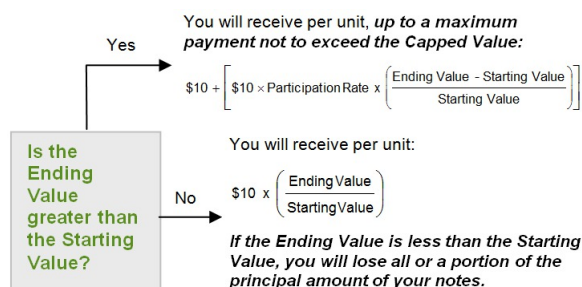 You will receive per unit, up to a maximum
payment not to exceed the Capped Value:
Yes
$10 + [ $10 × Participation Rate x ( Ending Value - Starting Value
Starting Value ) ]
Is the
Ending
Value
greater than
the Starting
Value?
No
You will receive per unit:
$10 x ( Ending Value
Starting Value )
If the Ending Value is less than the Starting
Value, you will lose all or a portion of the
principal amount of your notes.